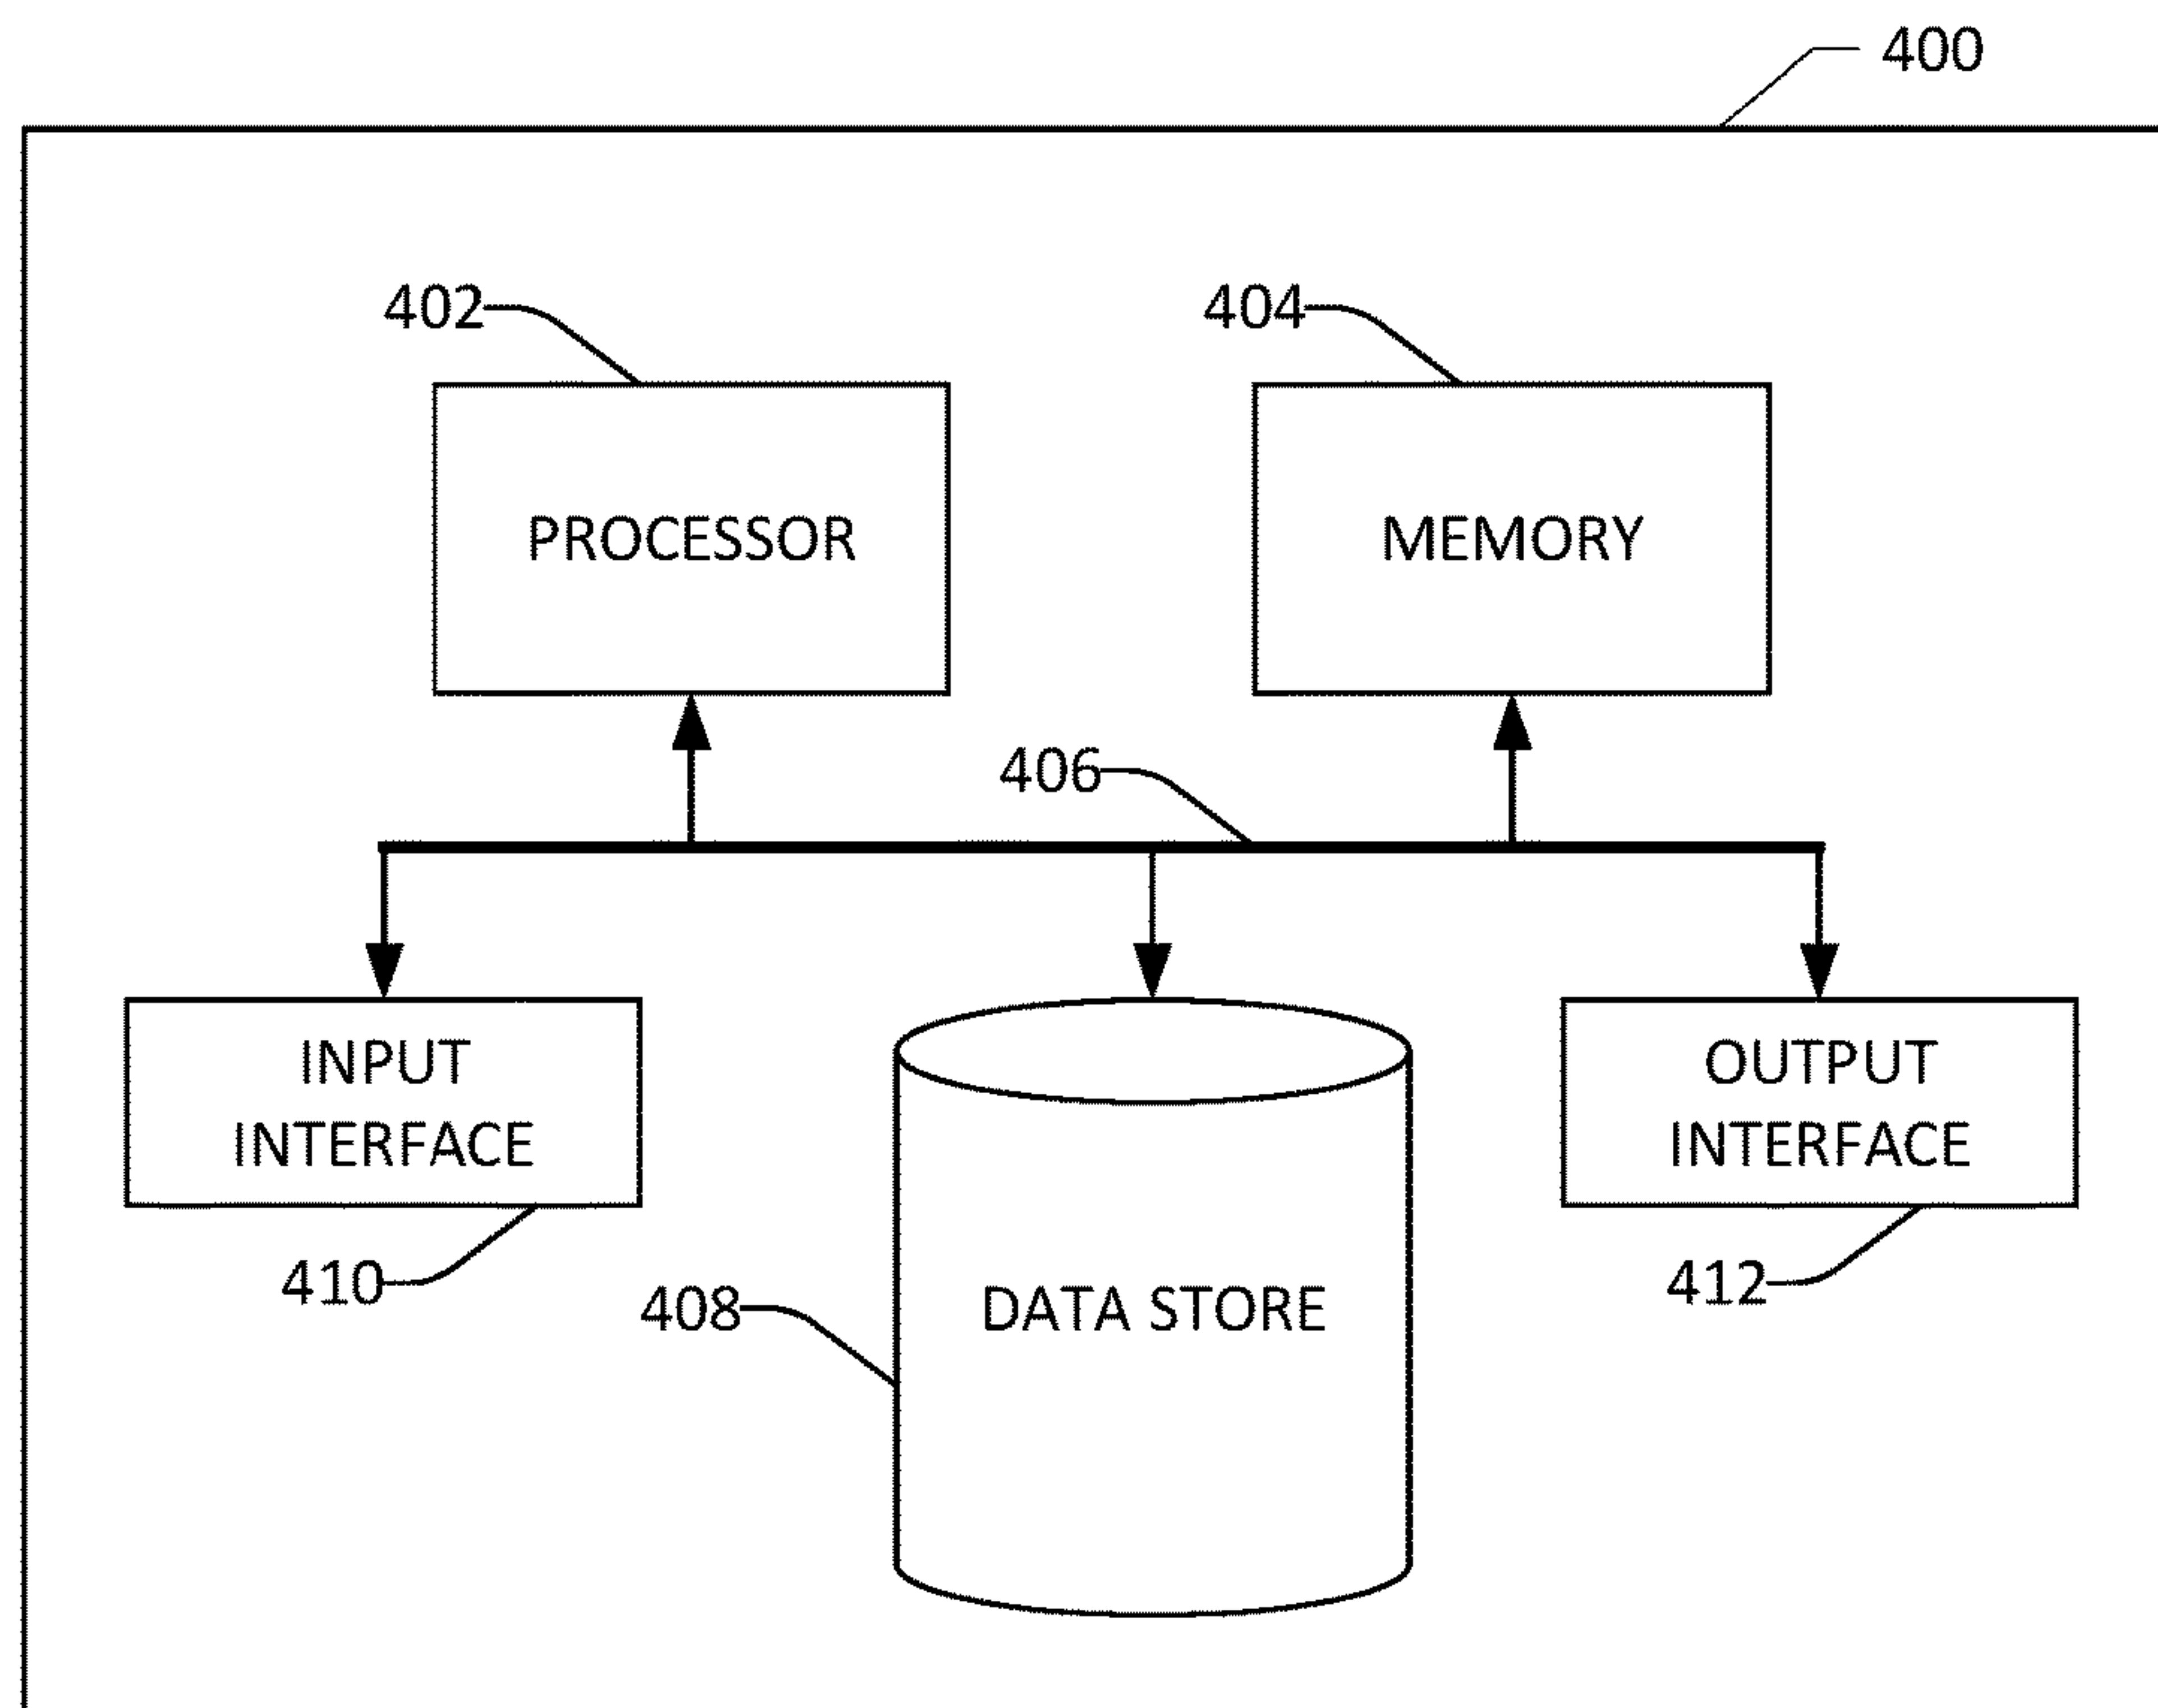 400
402
404
PROCESSOR
MEMORY
406
INPUT
INTERFACE
OUTPUT
INTERFACE
410
408
DATA STORE
412